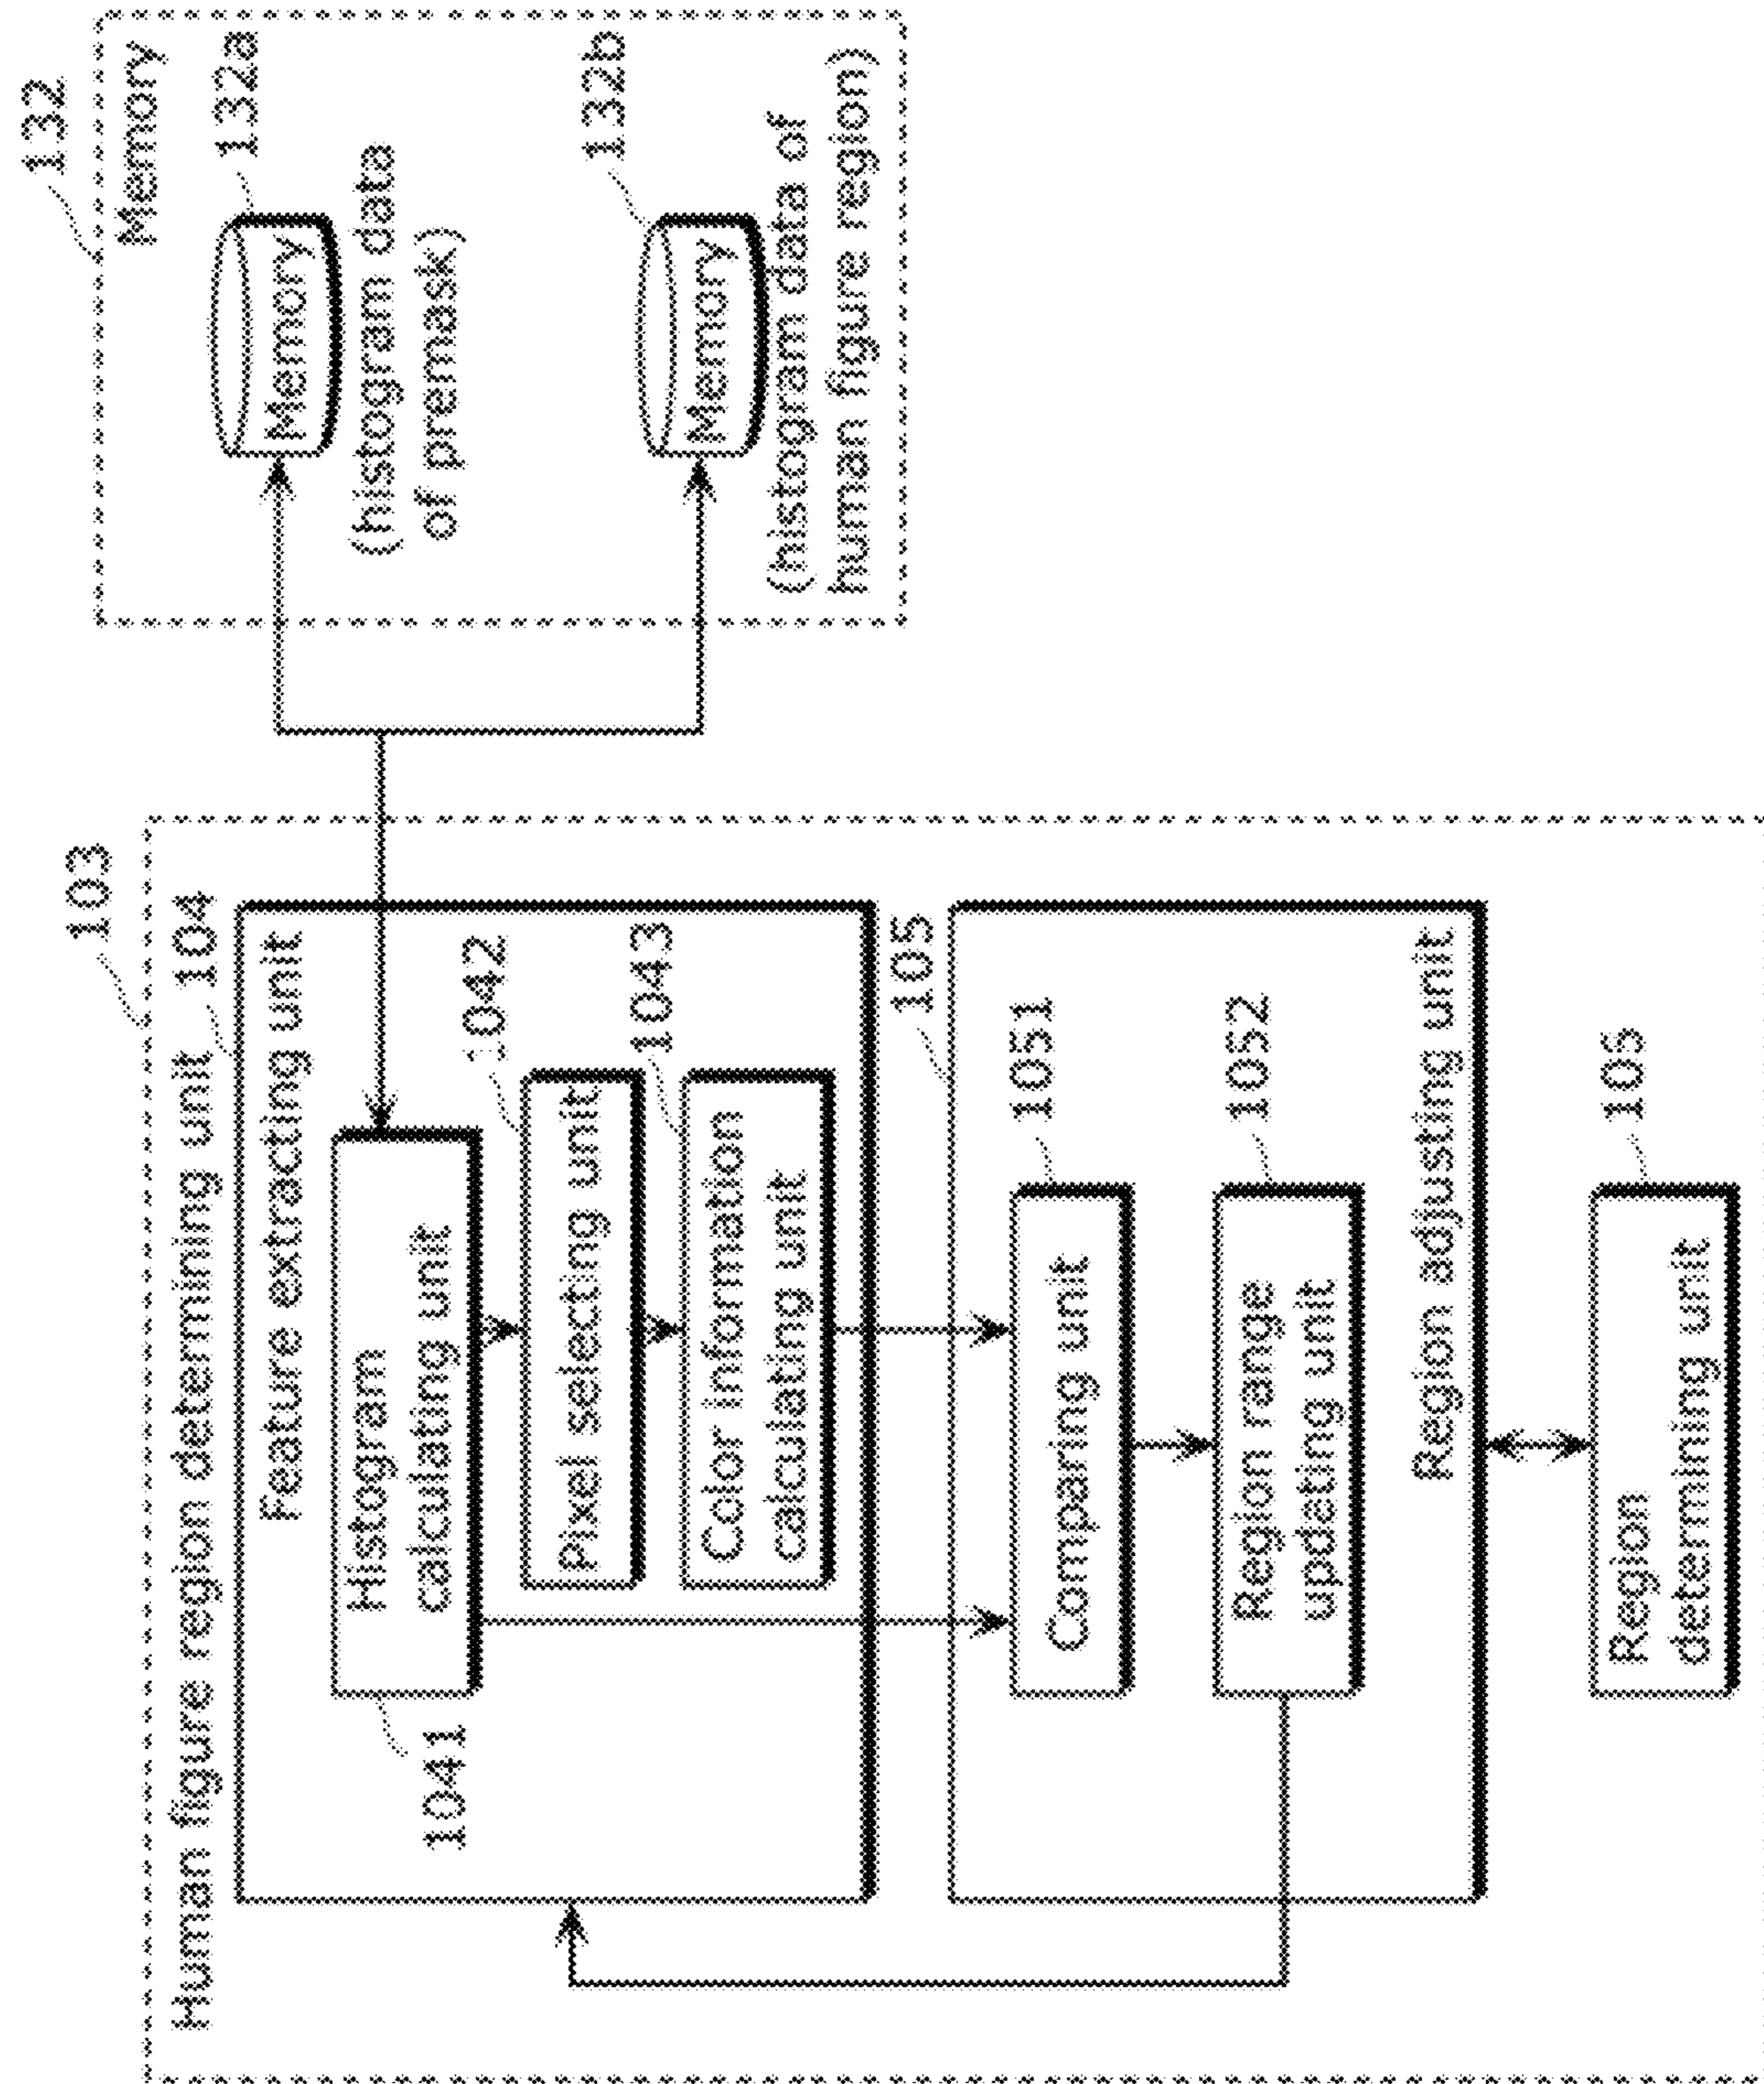 103
Human figure region determining unit
104
Feature extracting unit
Histogram
calculating unit
1041
1042
Pixel selecting unit
1043
Color information
calculating unit
105
1051
Comparing unit
1052
Region range
updating unit
Region adjusting unit
105
Region
determining unit
132
Memory
132a
Memory
(histogram data
of premask)
132b
Memory
(histogram data of
human figure region)